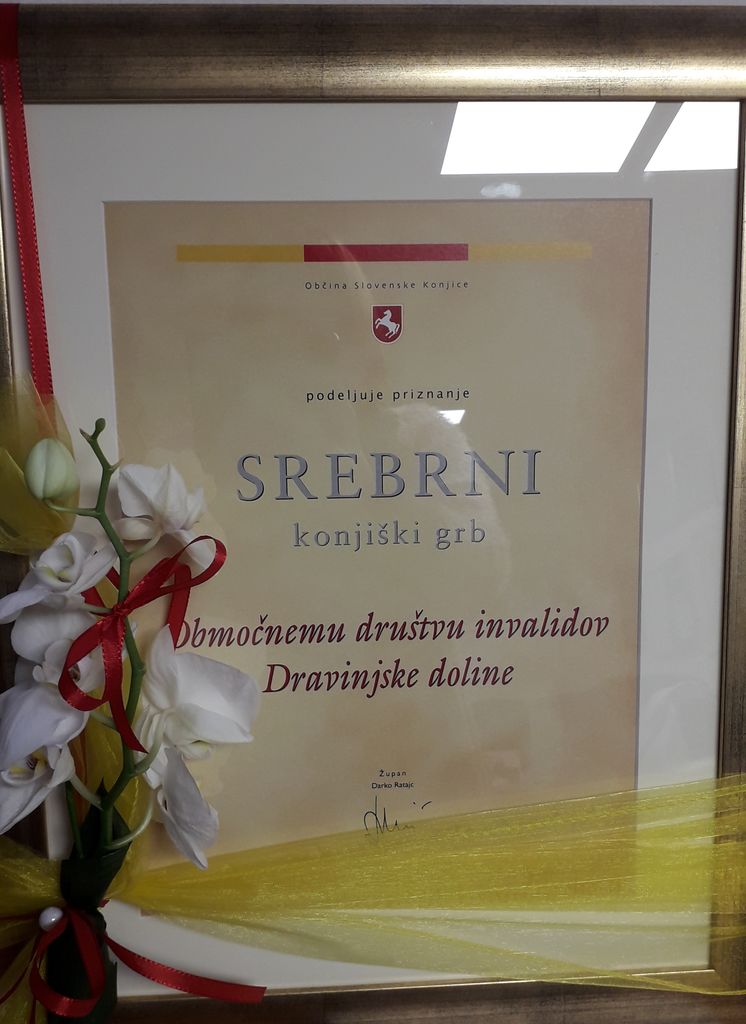 Občina Slovenske Konjice
podeljuje priznanje
SREBRNI
konjiški grb
Območnemu društvu invalidov
Dravinjske doline
Župan
Darko Ratajc